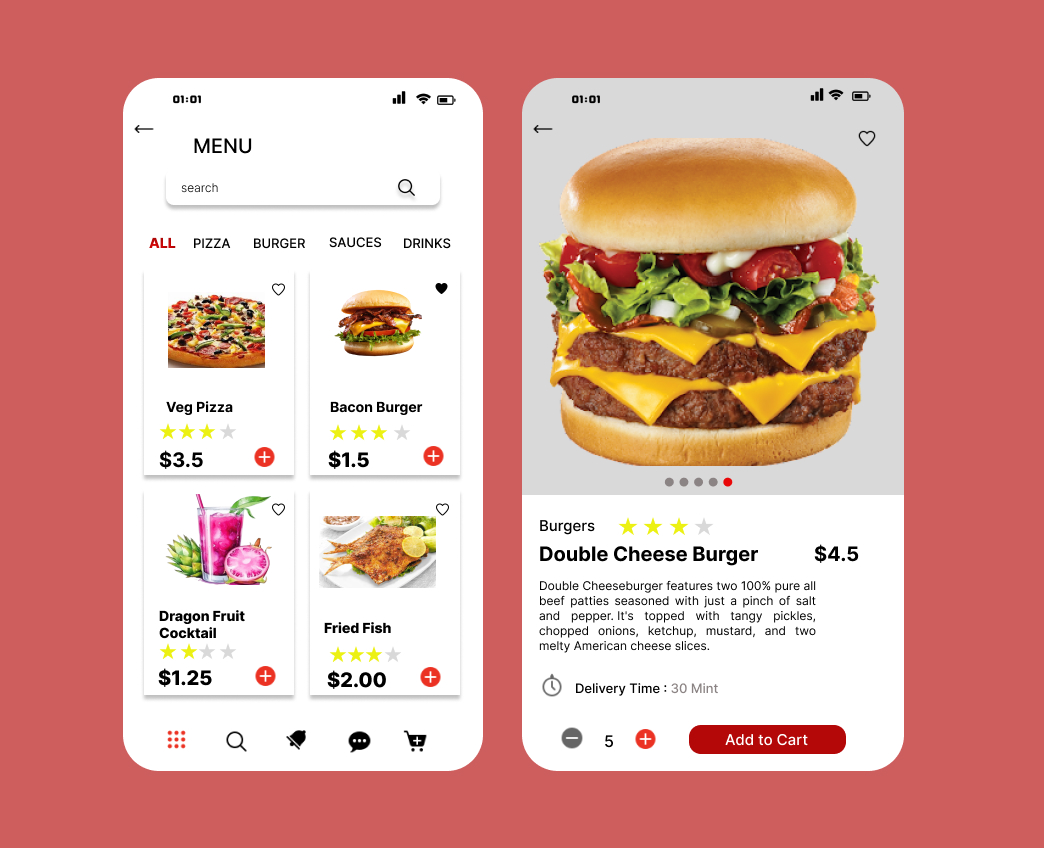 01:01
MENU
search
ALL PIZZA BURGER SAUCES DRINKS
Veg Pizza
$3.5
Bacon Burger
$1.5
Dragon Fruit
Cocktail
$1.25
Fried Fish
$2.00
01:01
Burgers
Double Cheese Burger $4.5
Double Cheeseburger features two 100% pure all
beef patties seasoned with just a pinch of salt
and pepper. It's topped with tangy pickles,
chopped onions, ketchup, mustard, and two
melty American cheese slices.
Delivery Time : 30 Mint
5 Add to Cart